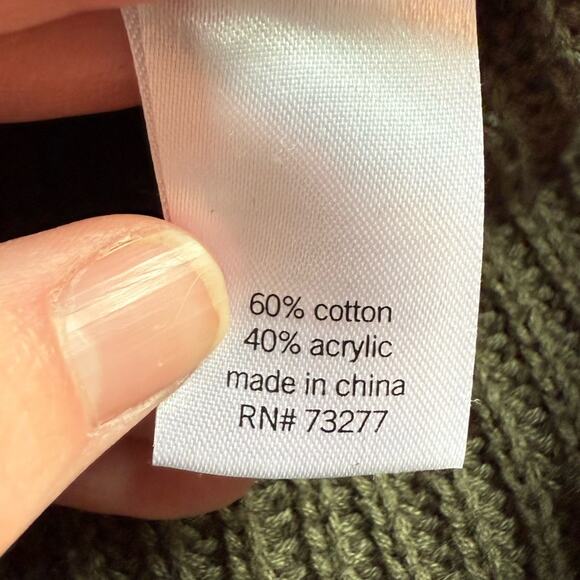 60% cotton
40% acrylic
made in china
RN# 73277